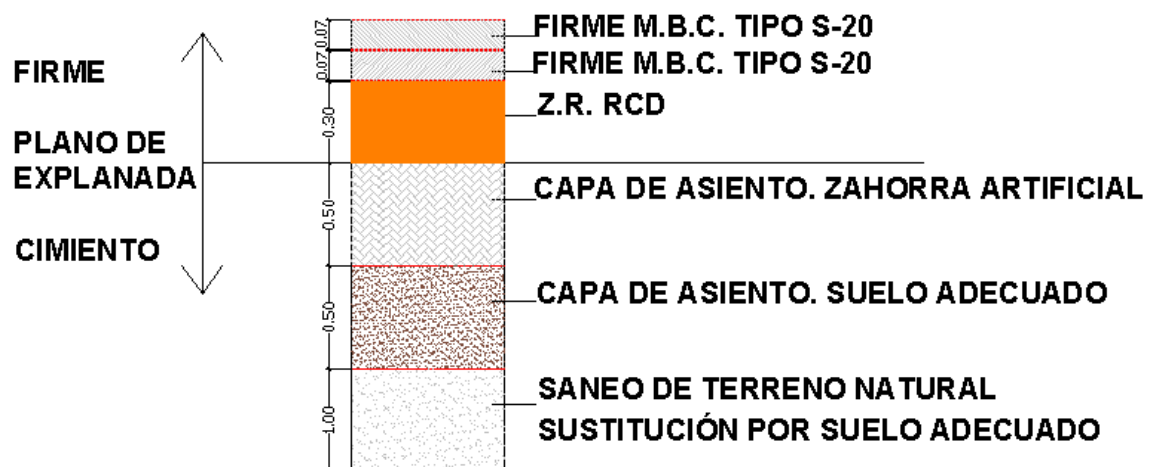 0.07
FIRME M.B.C. TIPO S-20
0.07
FIRME M.B.C. TIPO S-20
FIRME
Z.R. RCD
0.30
PLANO DE
EXPLANADA
CAPA DE ASIENTO. ZAHORRA ARTIFICIAL
0.50
CIMIENTO
CAPA DE ASIENTO. SUELO ADECUADO
0.50
SANEO DE TERRENO NATURAL
SUSTITUCIÓN POR SUELO ADECUADO
1.00